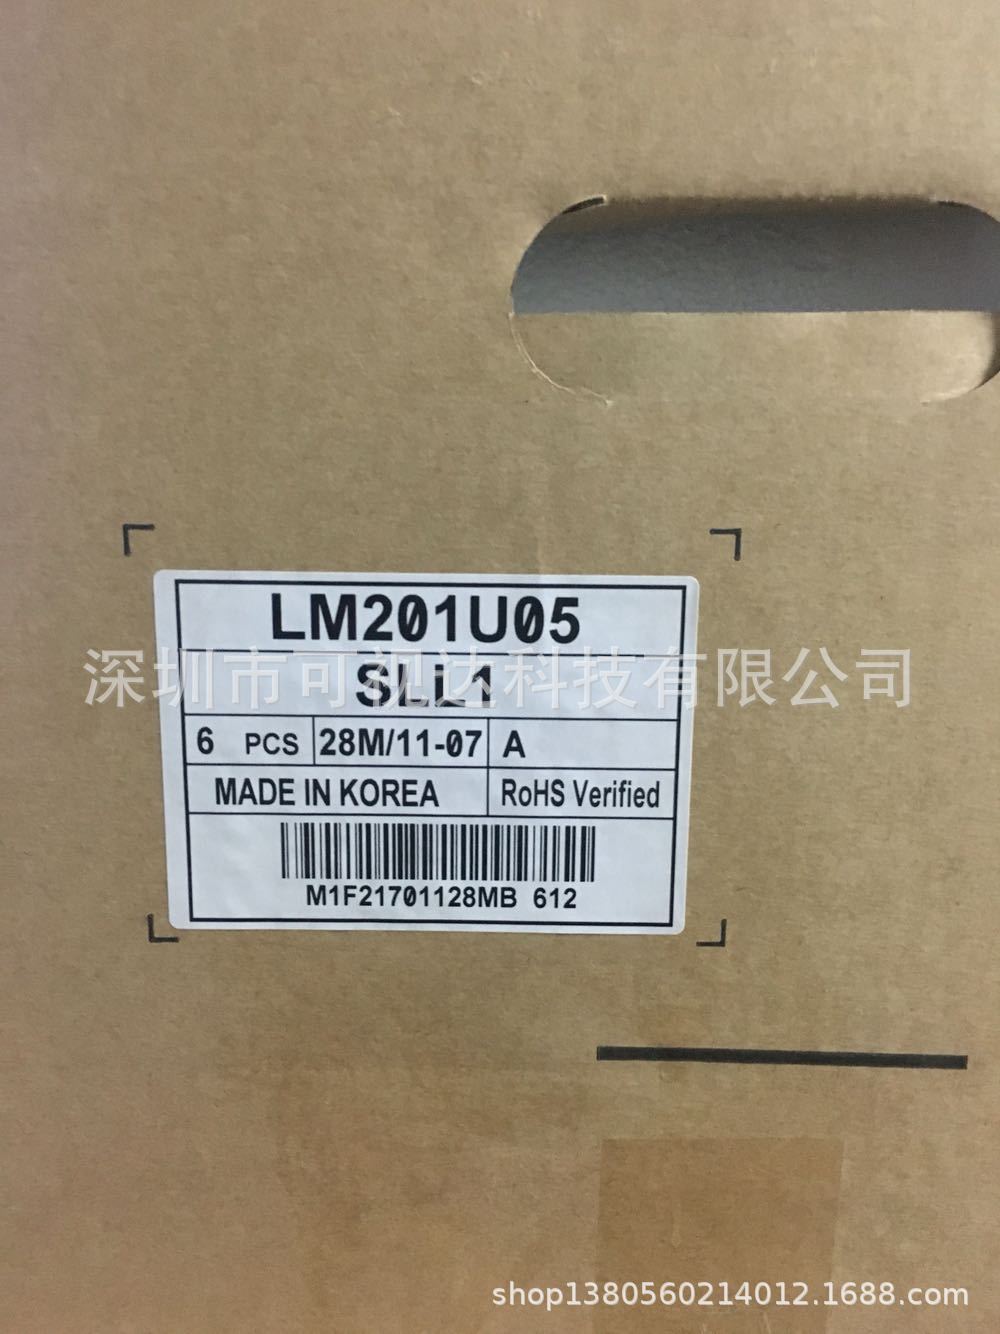 LM201U05
深圳市可视达科技有限公司
SLL1
6 PCS 28M/11-07 A
MADE IN KOREA RoHS Verified
M1F21701128MB 612
shop1380560214012.1688.com